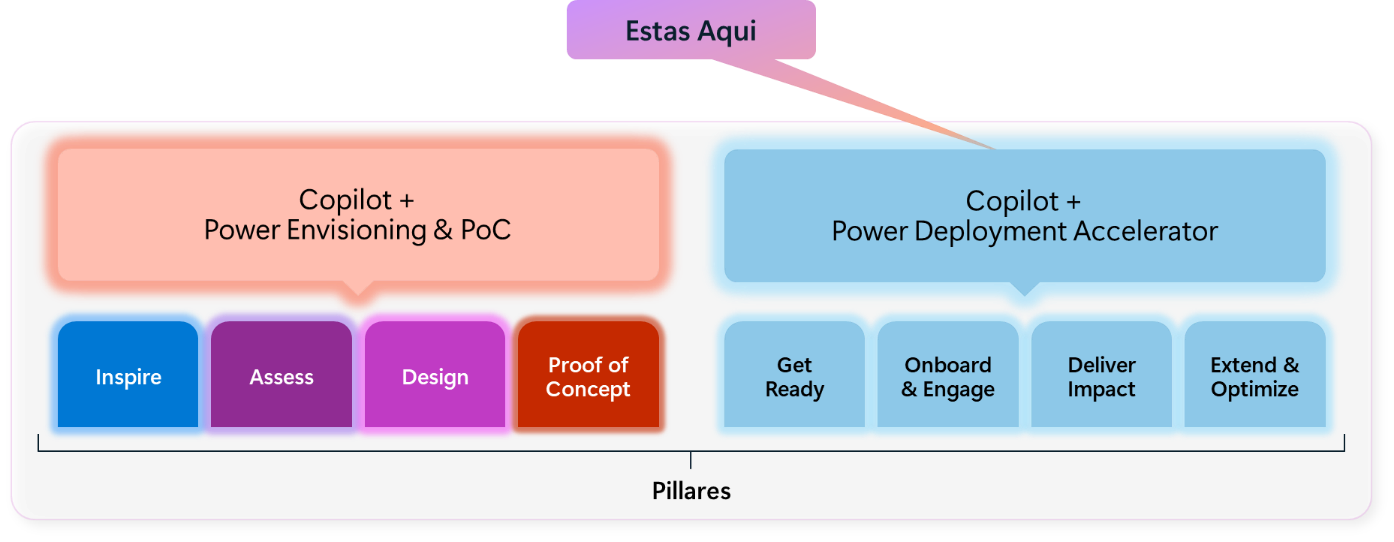 Estas Aqui
Copilot +
Power Envisioning & PoC
Copilot +
Power Deployment Accelerator
Inspire
Assess
Design
Proof of
Concept
Get
Ready
Onboard
& Engage
Deliver
Impact
Extend &
Optimize
Pillares